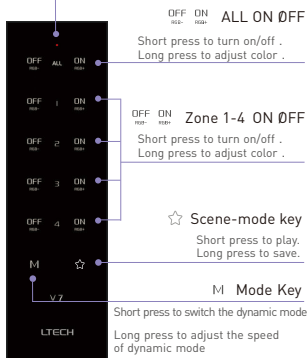 OFF ON ALL ON / OFF
RGB- RGB+
Short press to turn on/off .
Long press to adjust color .
OFF ALL ON
RGB- RGB+
OFF 1 ON
RGB- RGB+
OFF 2 ON
RGB- RGB+
OFF 3 ON
RGB- RGB+
OFF 4 ON
RGB- RGB+
M
V7
LTECH
OFF ON Zone 1-4 ON / OFF
RGB- RGB+
Short press to turn on/off .
Long press to adjust color .
Scene-mode key
Short press to play.
Long press to save.
M Mode Key
Short press to switch the dynamic mode
Long press to adjust the speed
of dynamic mode